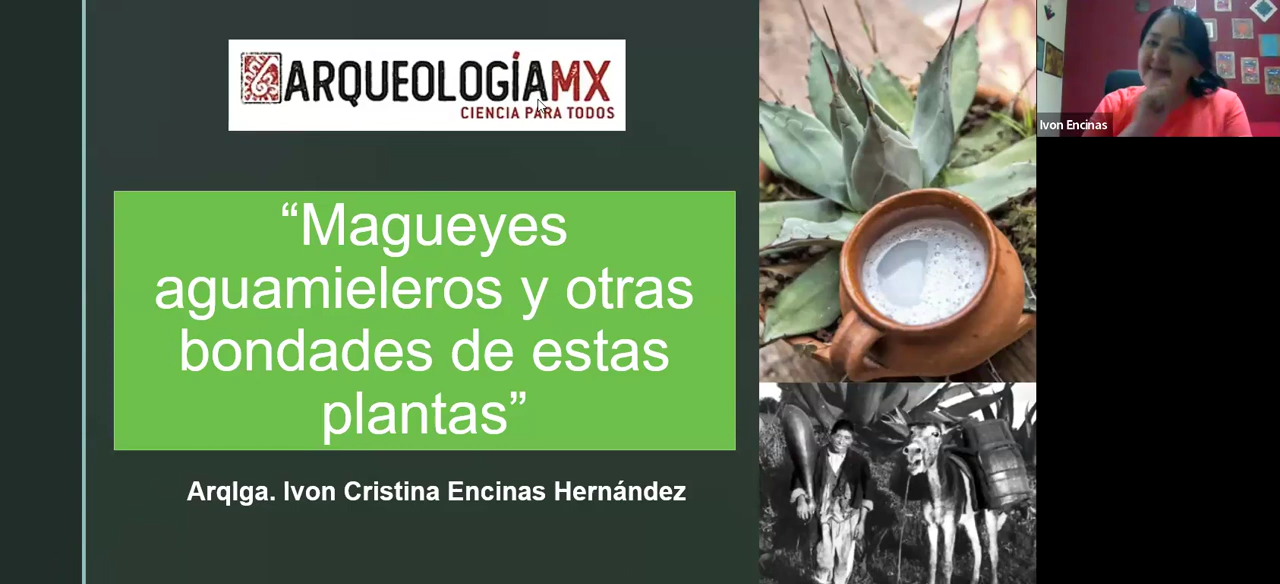 ARQUEOLOGÍAMX
CIENCIA PARA TODOS
“Magueyes
aguamieleros y otras
bondades de estas
plantas”
Arqlga. Ivon Cristina Encinas Hernández
Ivon Encinas